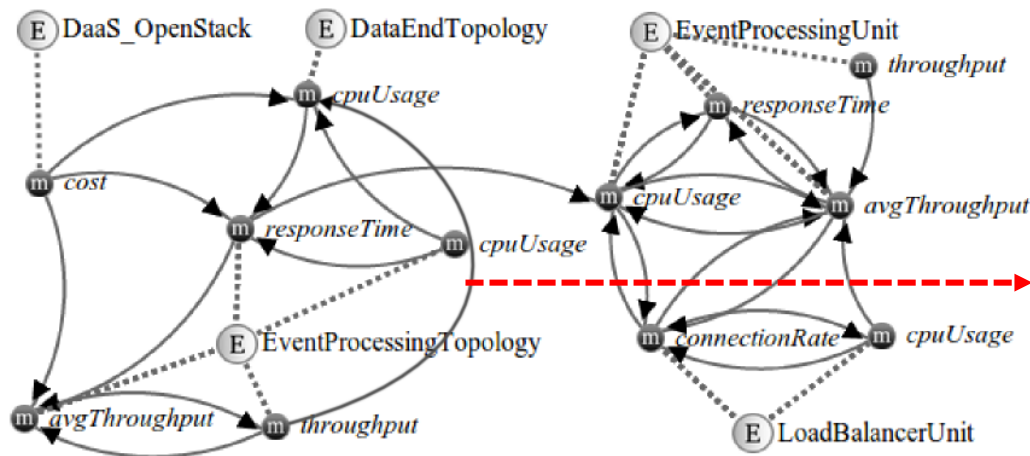 E DaaS_OpenStack
E DataEndTopology
E EventProcessingUnit
m throughput
m cpuUsage
m responseTime
m cost
m cpuUsage
m avgThroughput
m responseTime
m cpuUsage
E EventProcessingTopology
m connectionRate
m cpuUsage
m avgThroughput
m throughput
E LoadBalancerUnit